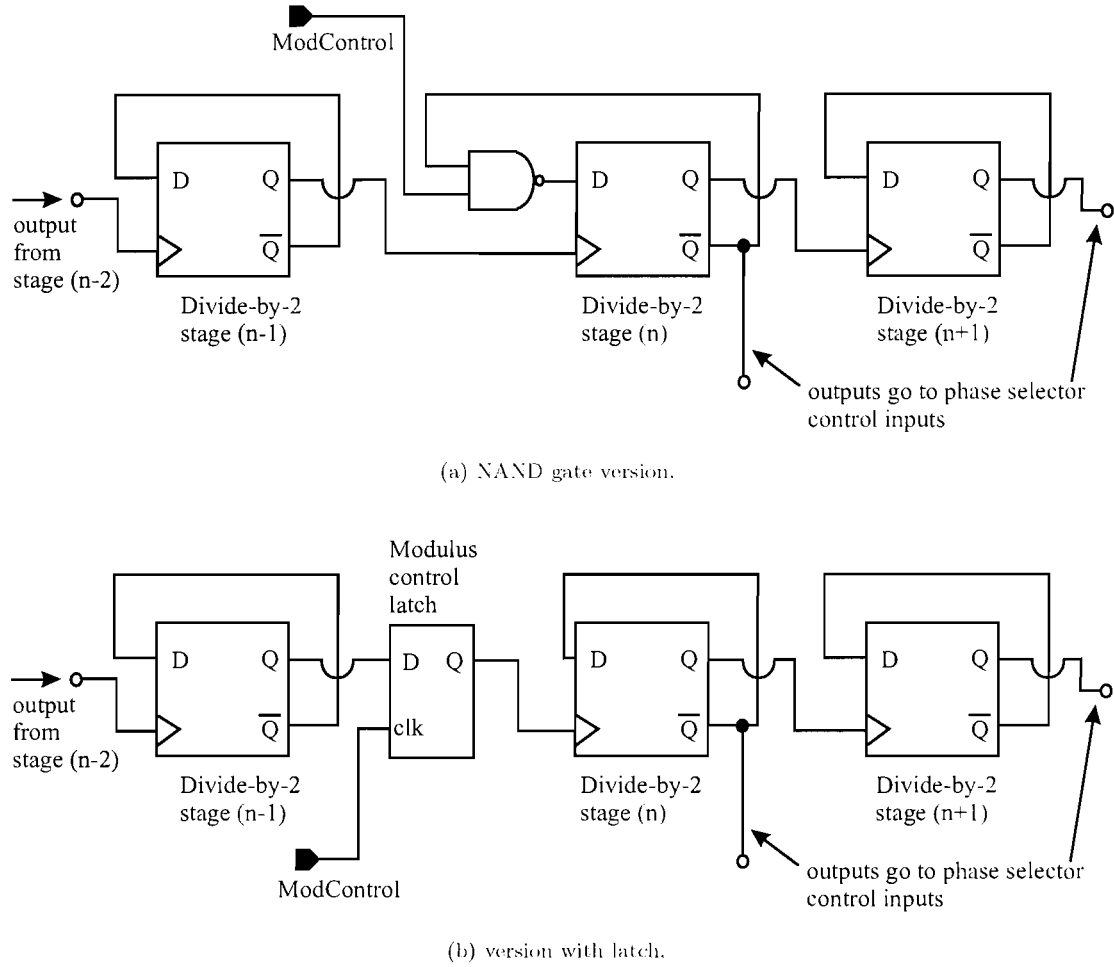 ModControl
D
Q
Q
D
Q
Q
D
Q
Q
output
from
stage (n-2)
Divide-by-2
stage (n-1)
Divide-by-2
stage (n)
Divide-by-2
stage (n+1)
outputs go to phase selector
control inputs
(a) NAND gate version.
Modulus
control
latch
D
Q
Q
D
Q
clk
D
Q
Q
D
Q
Q
output
from
stage (n-2)
Divide-by-2
stage (n-1)
Divide-by-2
stage (n)
Divide-by-2
stage (n+1)
ModControl
outputs go to phase selector
control inputs
(b) version with latch.